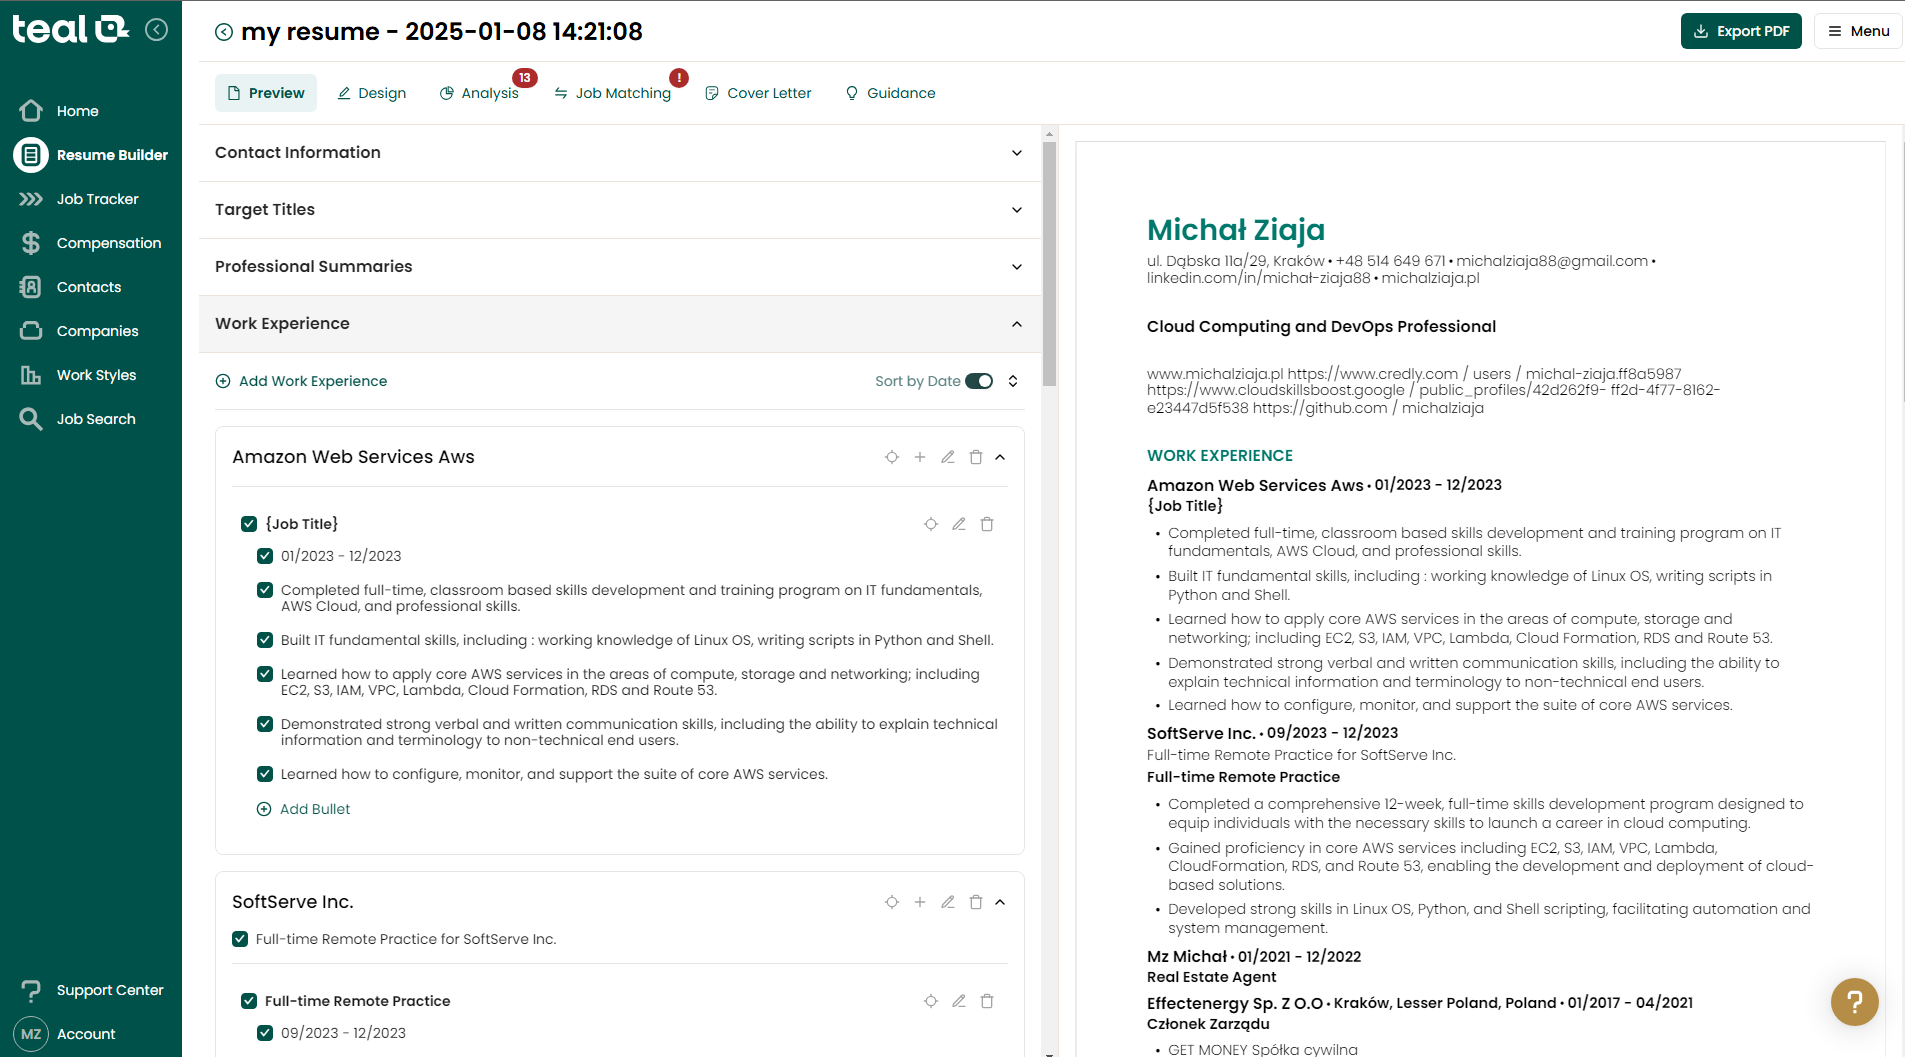 teal
Home
Resume Builder
Job Tracker
Compensation
Contacts
Companies
Work Styles
Job Search
Support Center
MZ
Account
my resume - 2025-01-08 14:21:08
Export PDF
Menu
Preview
Design
Analysis
13
Job Matching
!
Cover Letter
Guidance
Contact Information
Target Titles
Professional Summaries
Work Experience
Add Work Experience
Sort by Date
Amazon Web Services Aws
{Job Title}
01/2023 - 12/2023
Completed full-time, classroom based skills development and training program on IT fundamentals,
AWS Cloud, and professional skills.
Built IT fundamental skills, including : working knowledge of Linux OS, writing scripts in Python and Shell.
Learned how to apply core AWS services in the areas of compute, storage and networking; including
EC2, S3, IAM, VPC, Lambda, Cloud Formation, RDS and Route 53.
Demonstrated strong verbal and written communication skills, including the ability to explain technical
information and terminology to non-technical end users.
Learned how to configure, monitor, and support the suite of core AWS services.
Add Bullet
SoftServe Inc.
Full-time Remote Practice for SoftServe Inc.
Full-time Remote Practice
09/2023 - 12/2023
Michał Ziaja
ul. Dąbska 11a/29, Kraków • +48 514 649 671 • michalziaja88@gmail.com •
linkedin.com/in/michał-ziaja88 • michalziaja.pl
Cloud Computing and DevOps Professional
www.michalziaja.pl https://www.credly.com / users / michal-ziaja.ff8a5987
https://www.cloudskillsboost.google / public_profiles/42d262f9- ff2d-4f77-8162-
e23447d5f538 https://github.com / michalziaja
WORK EXPERIENCE
Amazon Web Services Aws • 01/2023 - 12/2023
{Job Title}
• Completed full-time, classroom based skills development and training program on IT
fundamentals, AWS Cloud, and professional skills.
• Built IT fundamental skills, including : working knowledge of Linux OS, writing scripts in
Python and Shell.
• Learned how to apply core AWS services in the areas of compute, storage and
networking; including EC2, S3, IAM, VPC, Lambda, Cloud Formation, RDS and Route 53.
• Demonstrated strong verbal and written communication skills, including the ability to
explain technical information and terminology to non-technical end users.
• Learned how to configure, monitor, and support the suite of core AWS services.
SoftServe Inc. • 09/2023 - 12/2023
Full-time Remote Practice for SoftServe Inc.
Full-time Remote Practice
• Completed a comprehensive 12-week, full-time skills development program designed to
equip individuals with the necessary skills to launch a career in cloud computing.
• Gained proficiency in core AWS services including EC2, S3, IAM, VPC, Lambda,
CloudFormation, RDS, and Route 53, enabling the development and deployment of cloud-
based solutions.
• Developed strong skills in Linux OS, Python, and Shell scripting, facilitating automation and
system management.
Mz Michał • 01/2021 - 12/2022
Real Estate Agent
Effectenergy Sp. Z O.O • Kraków, Lesser Poland, Poland • 01/2017 - 04/2021
Członek Zarządu
• GET MONEY Spółka cywilna
?